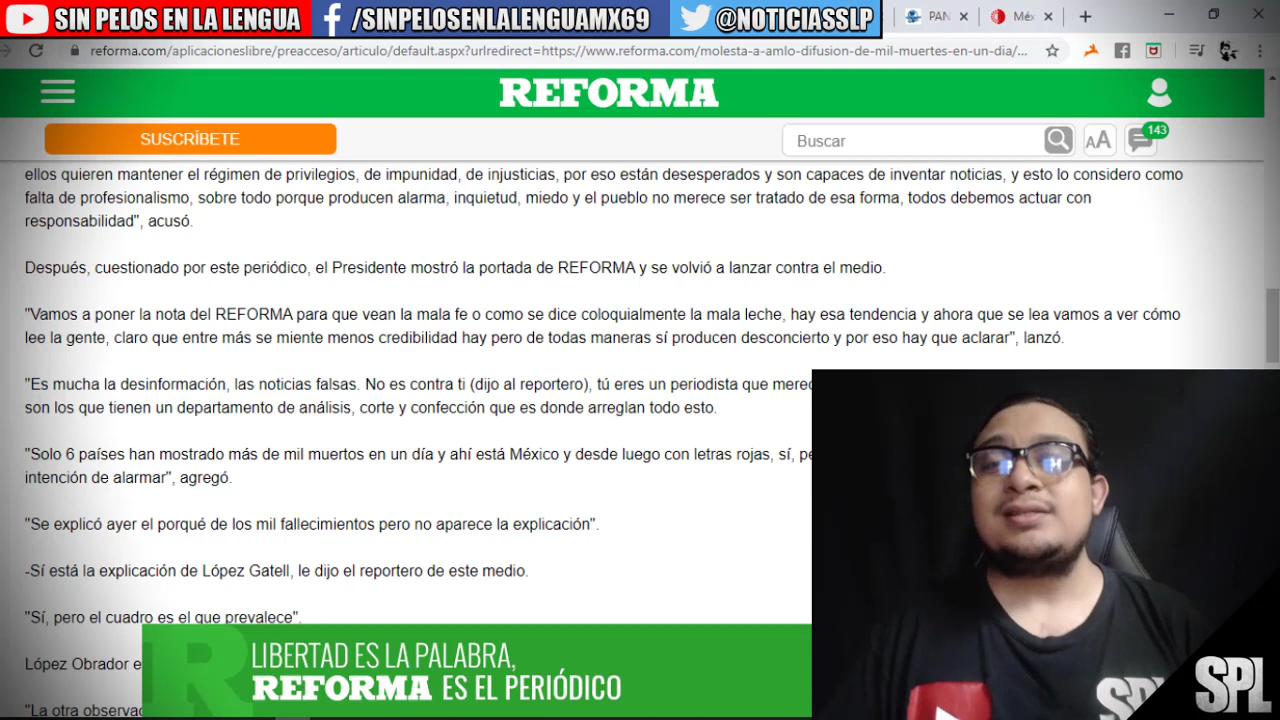 SIN PELOS EN LA LENGUA
/SINPELOSENLALENGUAMX69
@NOTICIASSLP
PAN
Méx
reforma.com/aplicacioneslibre/preacceso/articulo/default.aspx?urlredirect=https://www.reforma.com/molesta-a-amlo-difusion-de-mil-muertes-en-un-dia/...
REFORMA
SUSCRÍBETE
Buscar
AA
143
ellos quieren mantener el régimen de privilegios, de impunidad, de injusticias, por eso están desesperados y son capaces de inventar noticias, y esto lo considero como
falta de profesionalismo, sobre todo porque producen alarma, inquietud, miedo y el pueblo no merece ser tratado de esa forma, todos debemos actuar con
responsabilidad", acusó.
Después, cuestionado por este periódico, el Presidente mostró la portada de REFORMA y se volvió a lanzar contra el medio.
"Vamos a poner la nota del REFORMA para que vean la mala fe o como se dice coloquialmente la mala leche, hay esa tendencia y ahora que se lea vamos a ver cómo
lee la gente, claro que entre más se miente menos credibilidad hay pero de todas maneras sí producen desconcierto y por eso hay que aclarar", lanzó.
"Es mucha la desinformación, las noticias falsas. No es contra ti (dijo al reportero), tú eres un periodista que merec
son los que tienen un departamento de análisis, corte y confección que es donde arreglan todo esto.
"Solo 6 países han mostrado más de mil muertos en un día y ahí está México y desde luego con letras rojas, sí, pe
intención de alarmar", agregó.
"Se explicó ayer el porqué de los mil fallecimientos pero no aparece la explicación".
-Sí está la explicación de López Gatell, le dijo el reportero de este medio.
"Sí, pero el cuadro es el que prevalece".
López Obrador e
"La otra observac
R
LIBERTAD ES LA PALABRA,
REFORMA ES EL PERIÓDICO
SPL
SPL